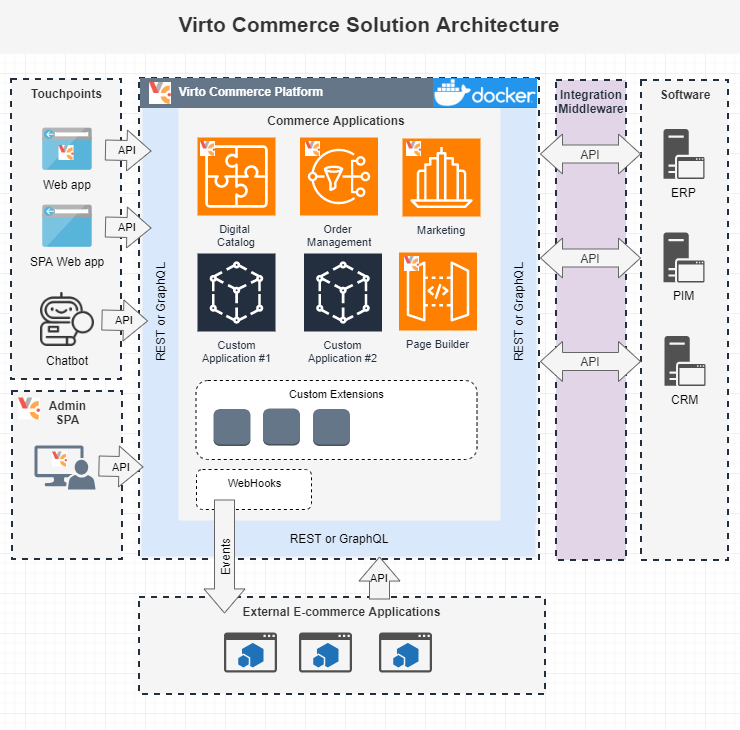 Virto Commerce Solution Architecture
Touchpoints
Web app
SPA Web app
Chatbot
API
API
API
Admin
SPA
API
Virto Commerce Platform
docker
Commerce Applications
Digital
Catalog
Order
Management
Marketing
Custom
Application #1
Custom
Application #2
Page Builder
Custom Extensions
WebHooks
REST or GraphQL
REST or GraphQL
REST or GraphQL
Integration
Middleware
API
API
API
Software
ERP
PIM
CRM
Events
API
External E-commerce Applications